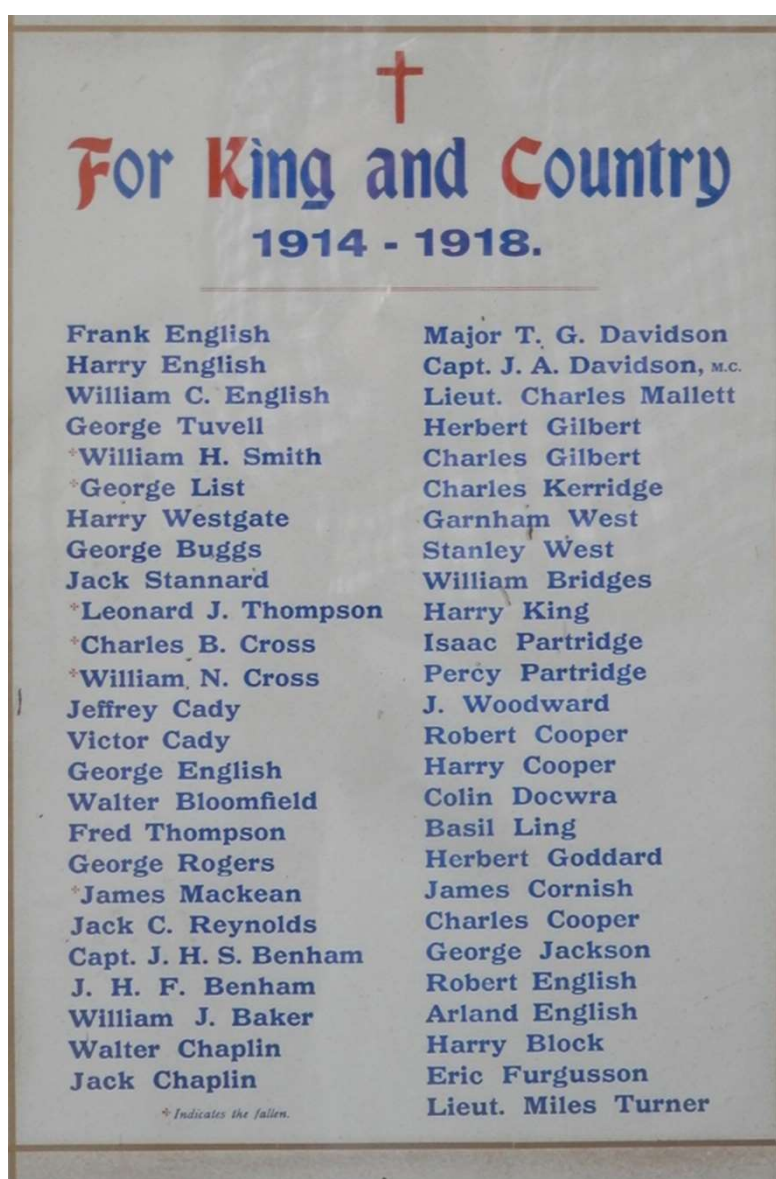 For King and Country
1914 - 1918.
Frank English
Harry English
William C. English
George Tuvell
+William H. Smith
+George List
Harry Westgate
George Buggs
Jack Stannard
+Leonard J. Thompson
+Charles B. Cross
+William N. Cross
Jeffrey Cady
Victor Cady
George English
Walter Bloomfield
Fred Thompson
George Rogers
+James Mackean
Jack C. Reynolds
Capt. J. H. S. Benham
J. H. F. Benham
William J. Baker
Walter Chaplin
Jack Chaplin
+Indicates the fallen.
Major T. G. Davidson
Capt. J. A. Davidson, M.C.
Lieut. Charles Mallett
Herbert Gilbert
Charles Gilbert
Charles Kerridge
Garnham West
Stanley West
William Bridges
Harry King
Isaac Partridge
Percy Partridge
J. Woodward
Robert Cooper
Harry Cooper
Colin Docwra
Basil Ling
Herbert Goddard
James Cornish
Charles Cooper
George Jackson
Robert English
Arland English
Harry Block
Eric Furgusson
Lieut. Miles Turner